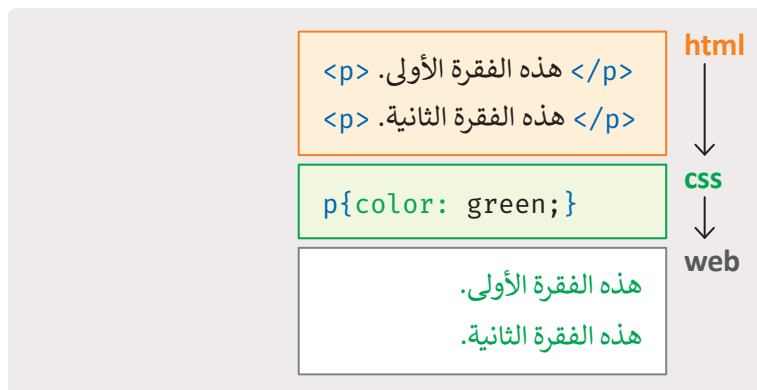 html
<p> هذه الفقرة الأولى. </p>
<p> هذه الفقرة الثانية. </p>
css
p{color: green;}
web
هذه الفقرة الأولى.
هذه الفقرة الثانية.